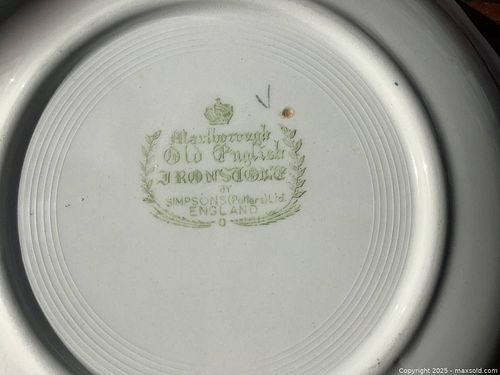 Marlborough
Old English
IRONSTONE
BY
SIMPSONS (Potters) Ltd.
ENGLAND
Copyright 2025 - maxsold.com